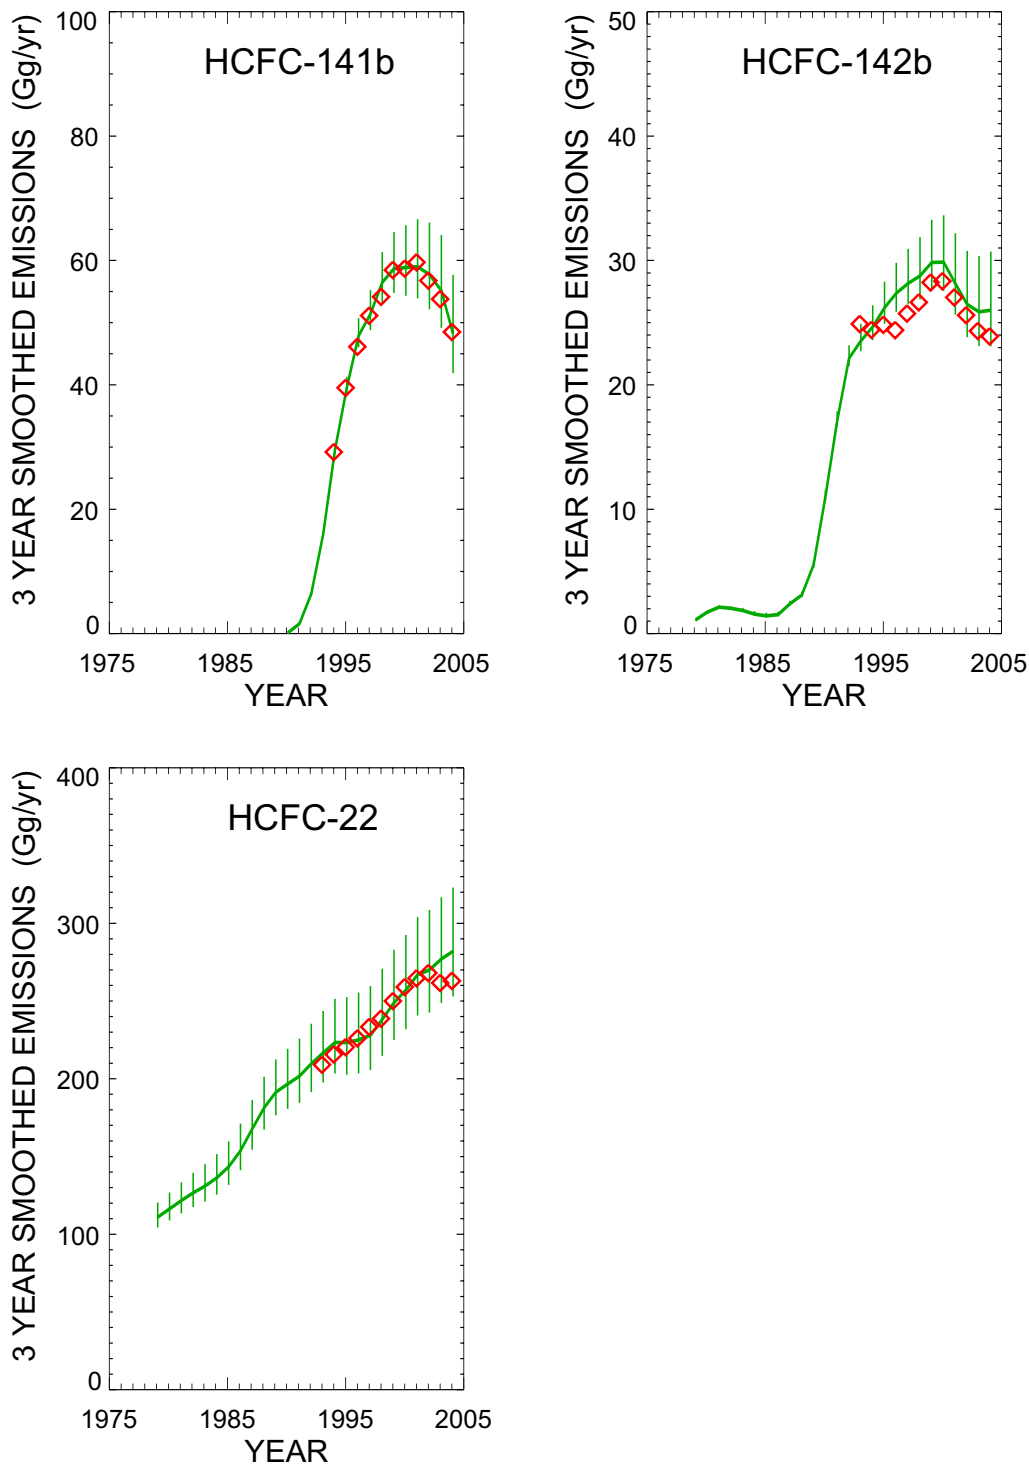 HCFC-141b
3 YEAR SMOOTHED EMISSIONS (Gg/yr)
100
80
60
40
20
0
1975 1985 1995 2005
YEAR
HCFC-142b
3 YEAR SMOOTHED EMISSIONS (Gg/yr)
50
40
30
20
10
0
1975 1985 1995 2005
YEAR
HCFC-22
3 YEAR SMOOTHED EMISSIONS (Gg/yr)
400
300
200
100
0
1975 1985 1995 2005
YEAR